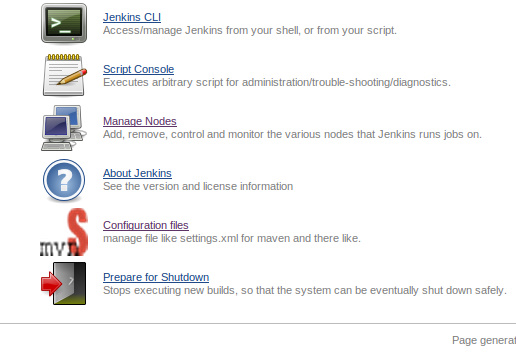 Jenkins CLI
Access/manage Jenkins from your shell, or from your script.
Script Console
Executes arbitrary script for administration/trouble-shooting/diagnostics.
Manage Nodes
Add, remove, control and monitor the various nodes that Jenkins runs jobs on.
About Jenkins
See the version and license information
mvn S
Configuration files
manage file like settings.xml for maven and there like.
Prepare for Shutdown
Stops executing new builds, so that the system can be eventually shut down safely.
Page generat